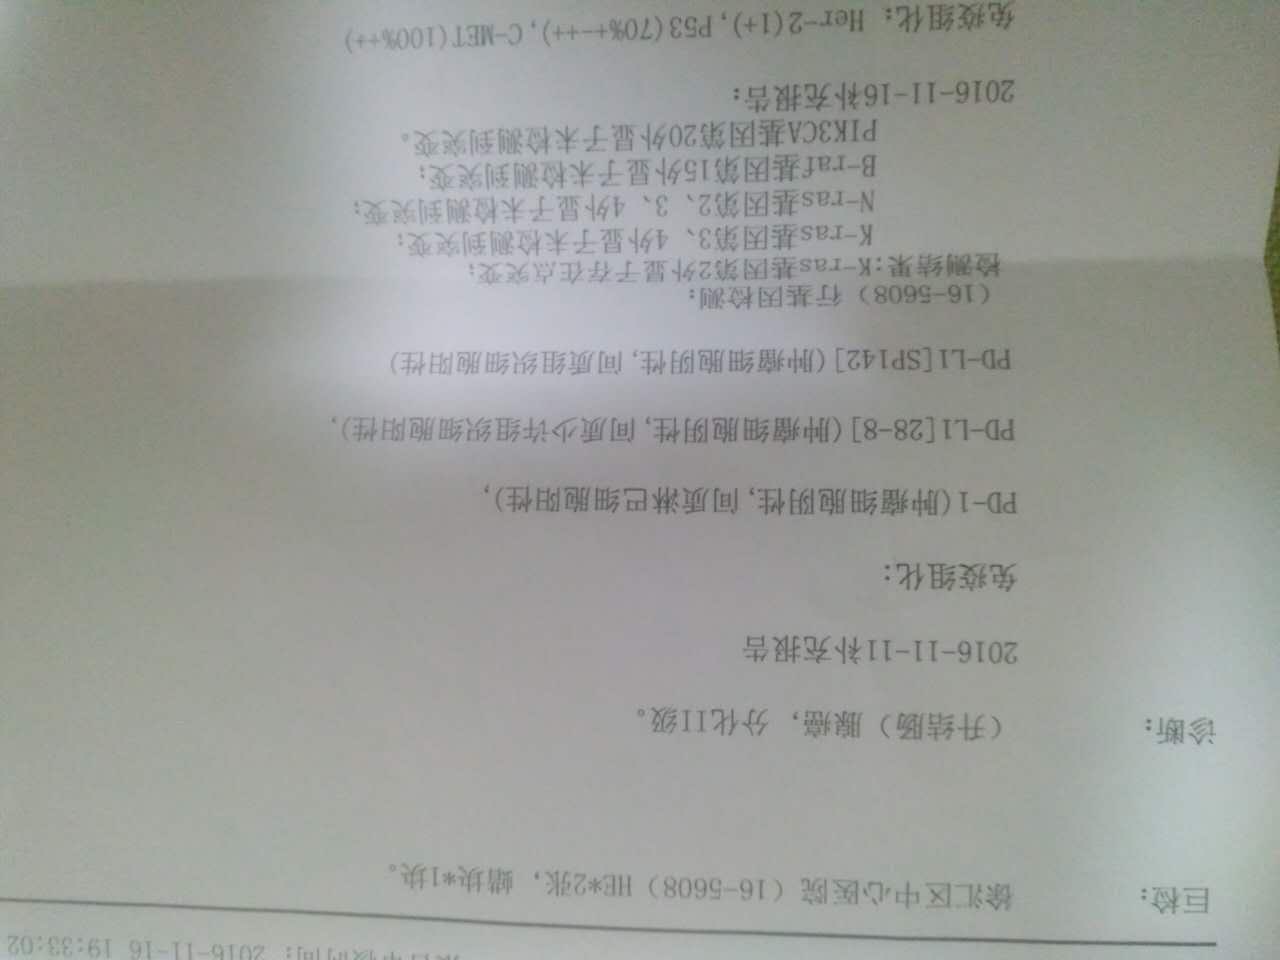 报告审核时间：2016-11-16 19:33:02
巨检： 徐汇区中心医院（16-5608）HE*2张，蜡块*1块。
诊断： （升结肠）腺癌，分化II级。
2016-11-11补充报告
免疫组化:
PD-1(肿瘤细胞阴性,间质淋巴细胞阳性),
PD-L1[28-8](肿瘤细胞阴性,间质少许组织细胞阳性),
PD-L1[SP142](肿瘤细胞阴性,间质组织细胞阳性)
（16-5608）行基因检测：
检测结果:K-ras基因第2外显子存在点突变；
K-ras基因第3、4外显子未检测到突变；
N-ras基因第2、3、4外显子未检测到突变；
B-raf基因第15外显子未检测到突变；
PIK3CA基因第20外显子未检测到突变。
2016-11-16补充报告：
免疫组化：Her-2(1+),P53(70%+-++),C-MET(100%++)